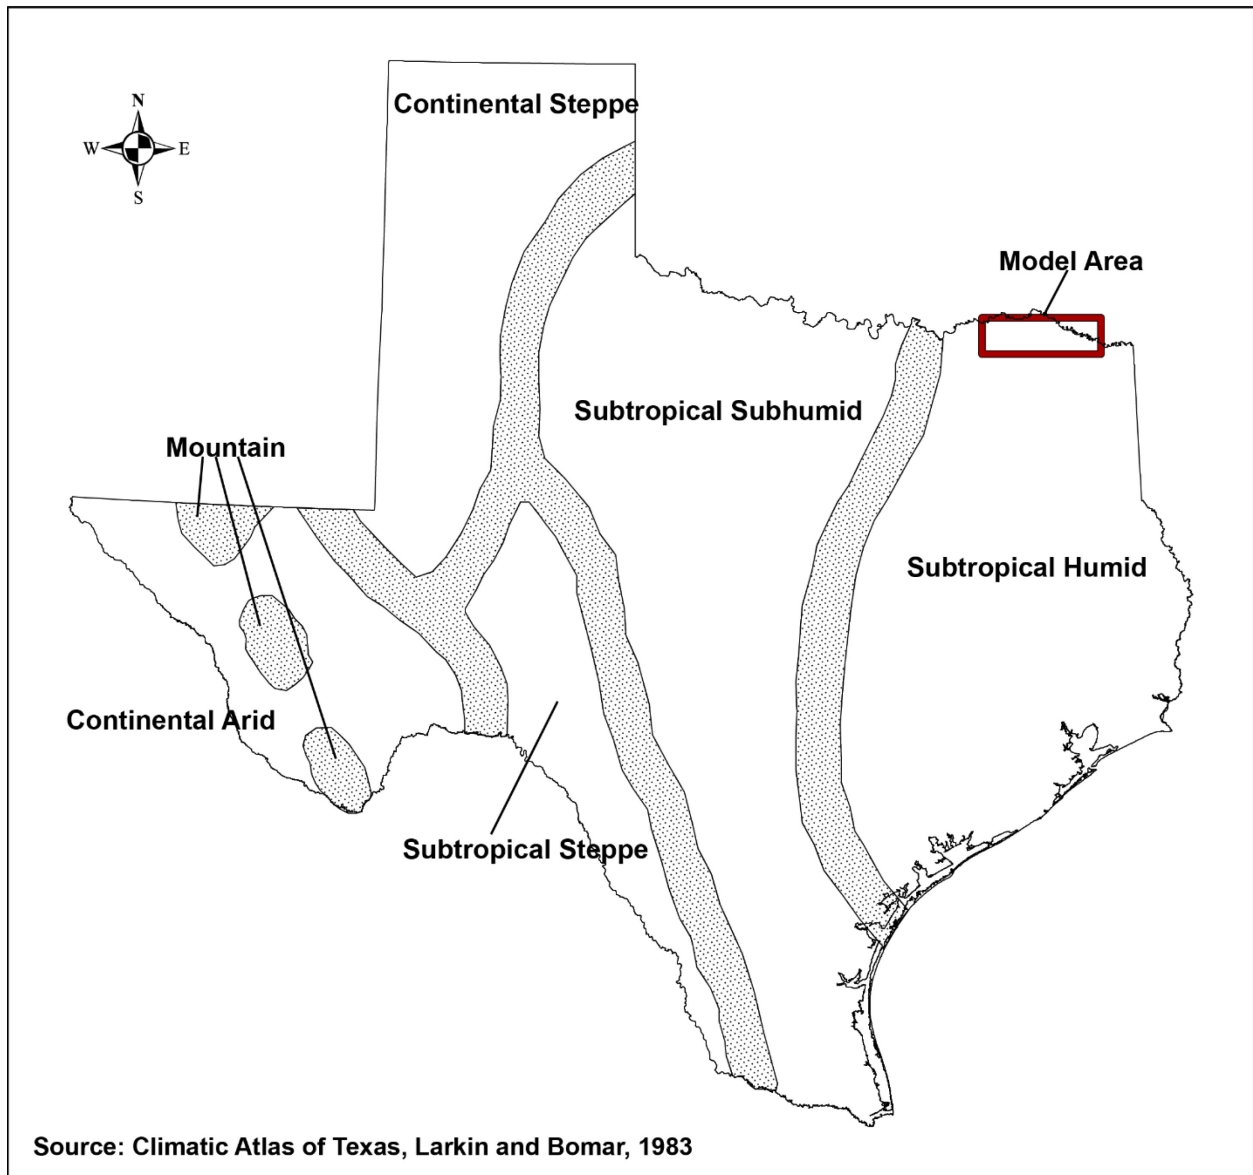 Continental Steppe
N
W E
S
Model Area
Subtropical Subhumid
Mountain
Subtropical Humid
Continental Arid
Subtropical Steppe
Source: Climatic Atlas of Texas, Larkin and Bomar, 1983